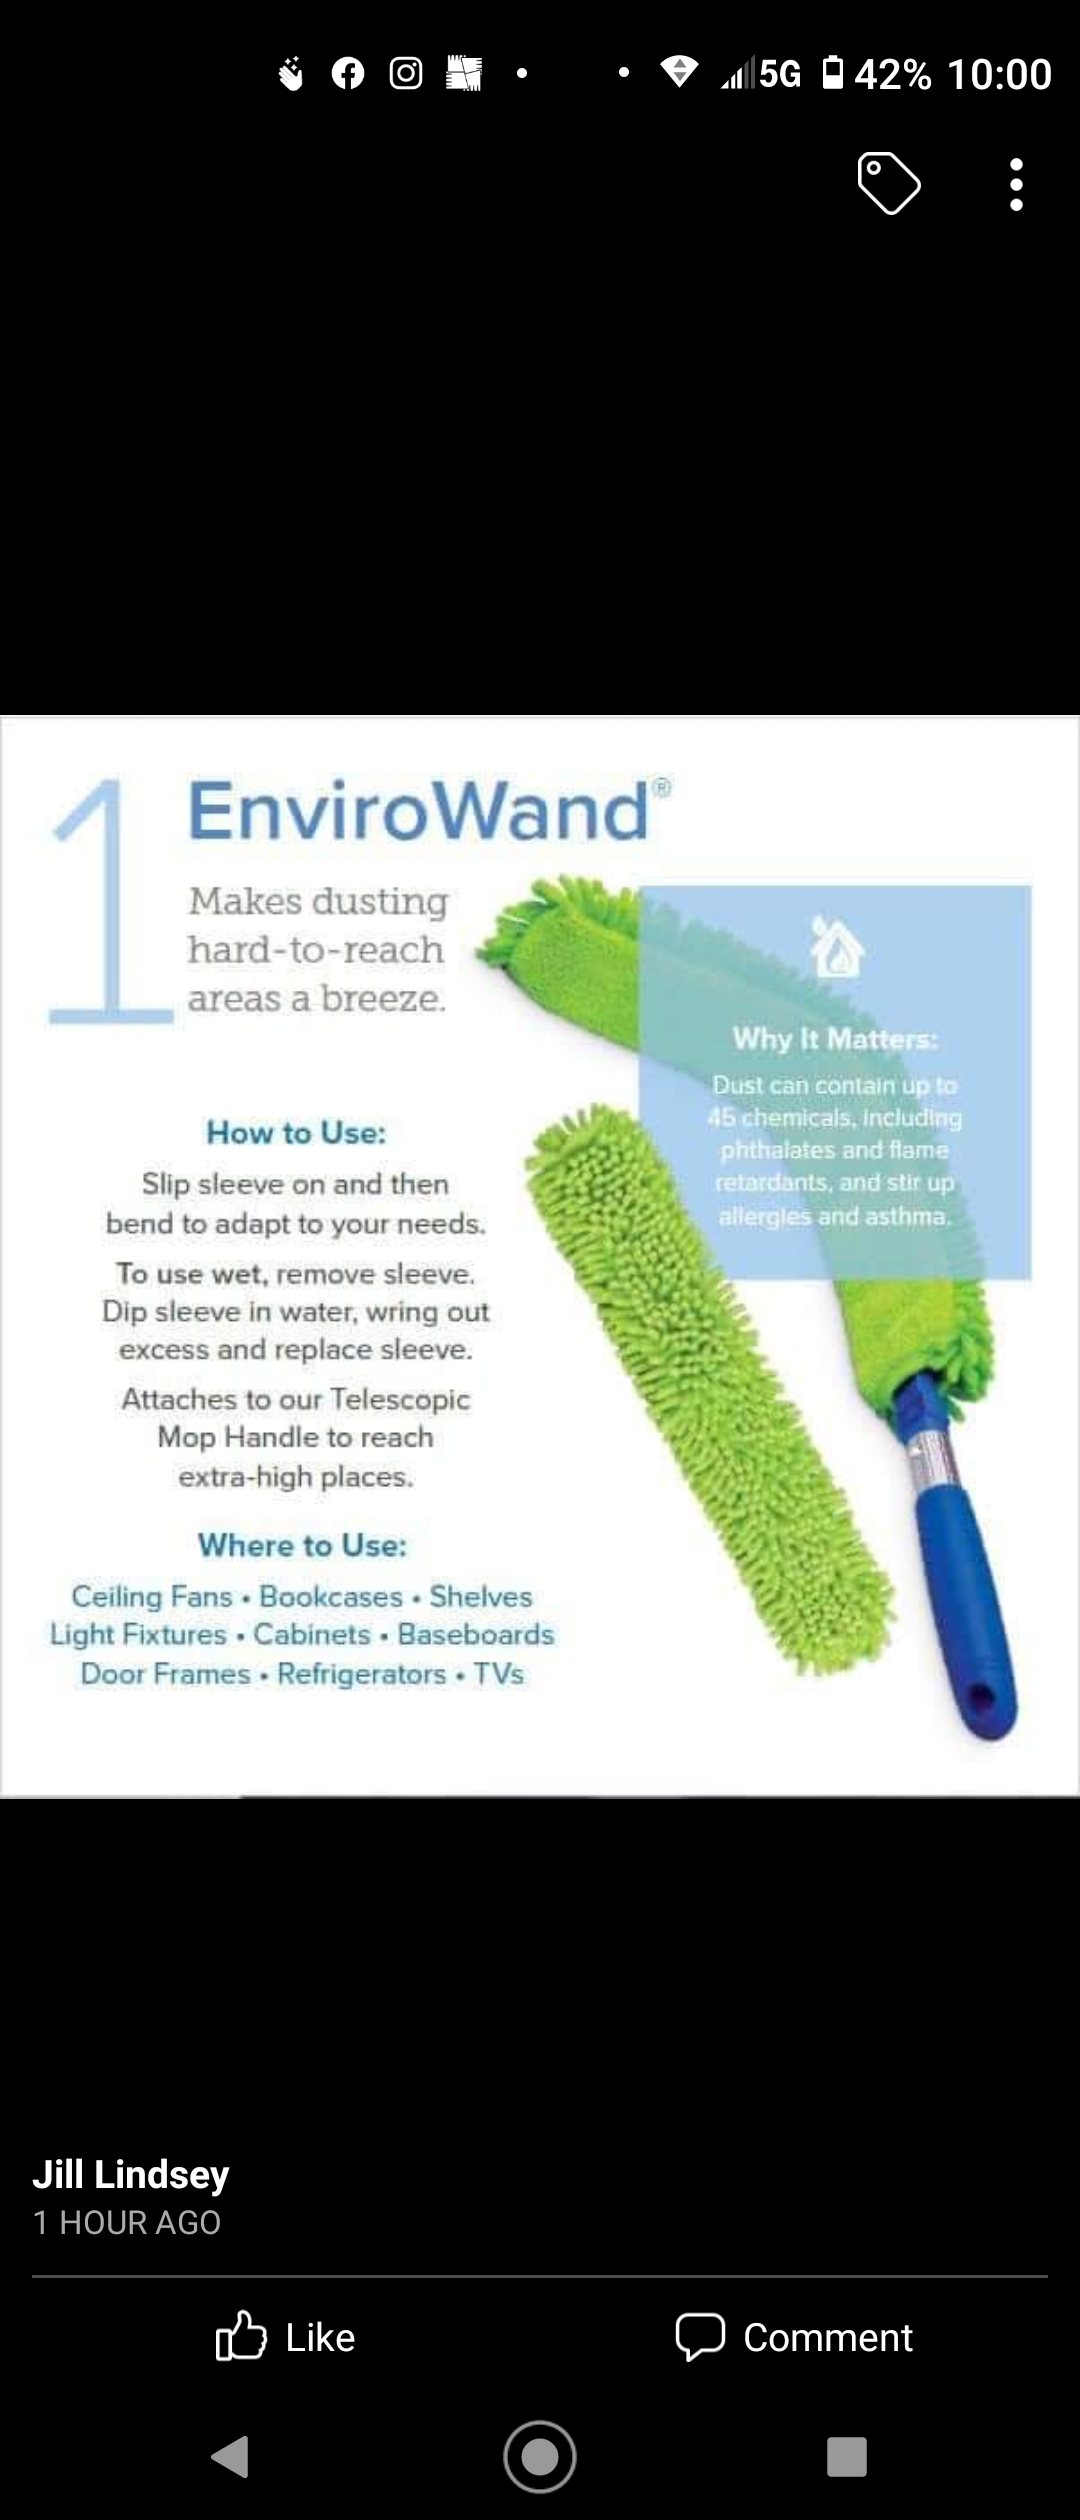 5G 42% 10:00
1
EnviroWand®
Makes dusting
hard-to-reach
areas a breeze.
Why It Matters:
Dust can contain up to
45 chemicals, including
phthalates and flame
retardants, and stir up
allergies and asthma.
How to Use:
Slip sleeve on and then
bend to adapt to your needs.
To use wet, remove sleeve.
Dip sleeve in water, wring out
excess and replace sleeve.
Attaches to our Telescopic
Mop Handle to reach
extra-high places.
Where to Use:
Ceiling Fans • Bookcases • Shelves
Light Fixtures • Cabinets • Baseboards
Door Frames • Refrigerators • TVs
Jill Lindsey
1 HOUR AGO
Like Comment